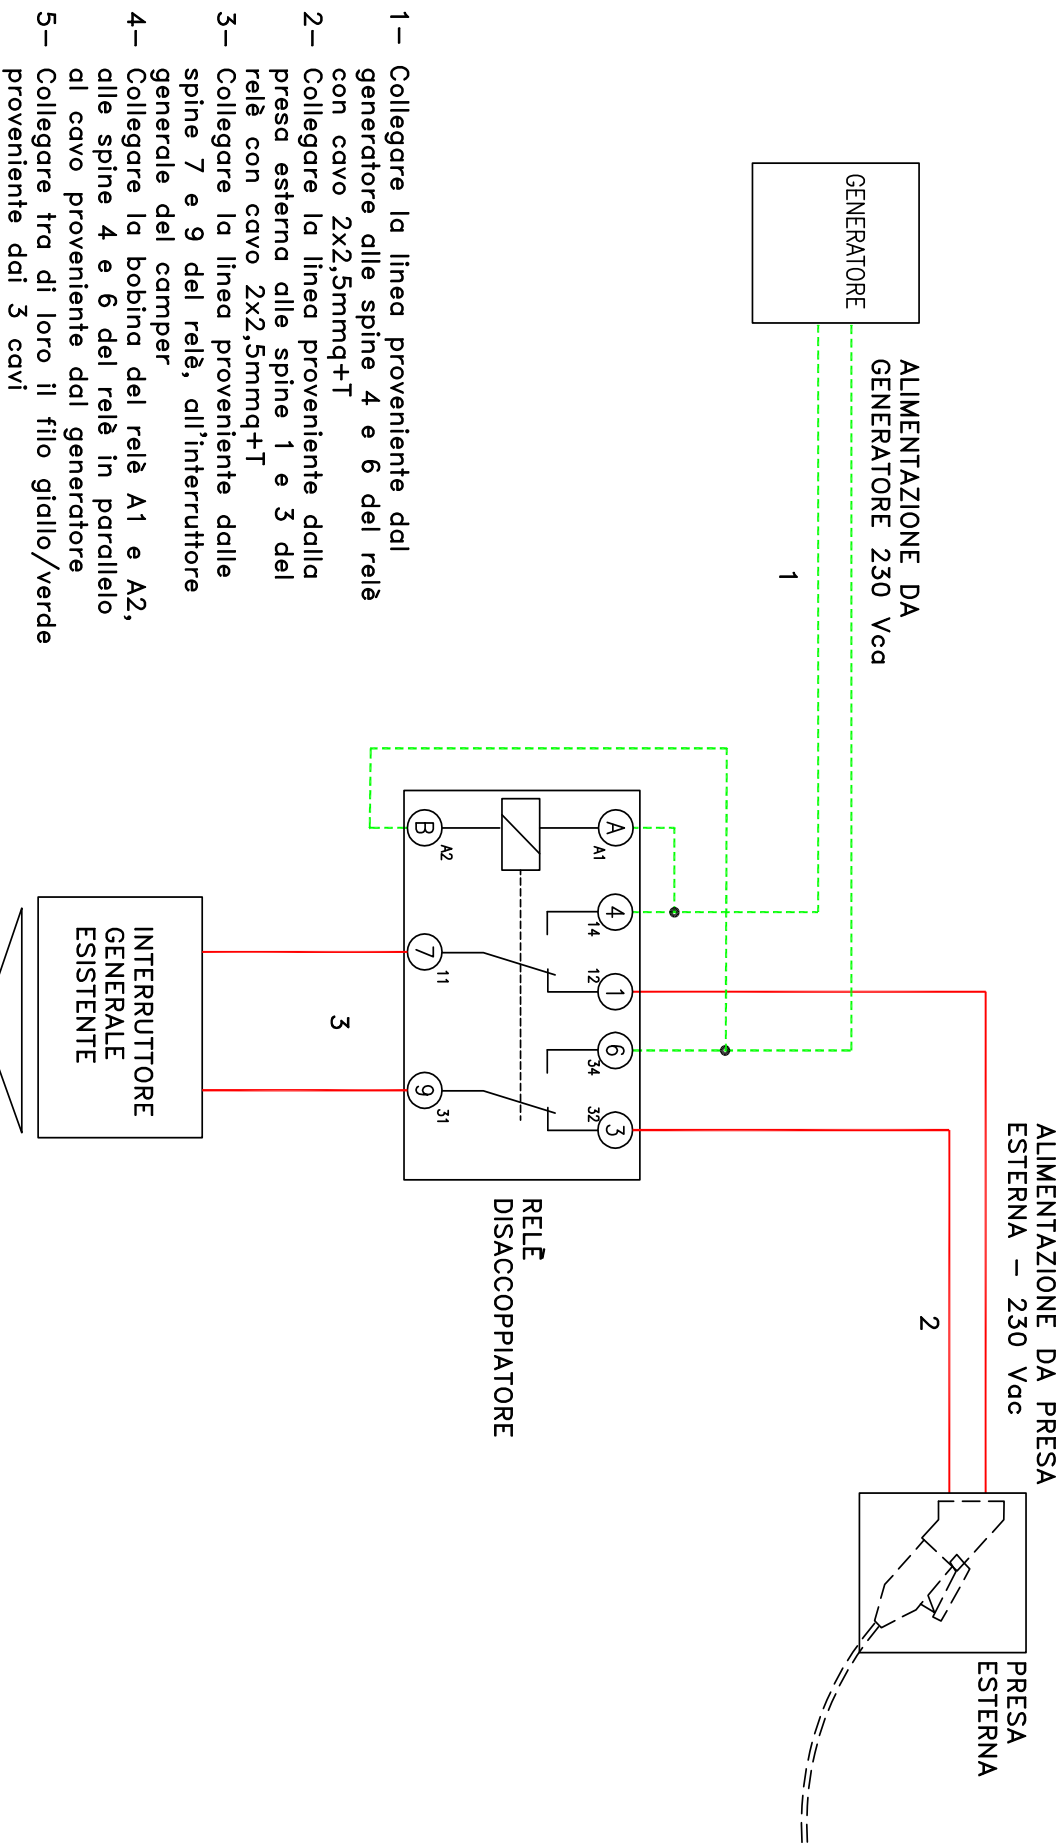 GENERATORE
ALIMENTAZIONE DA
GENERATORE 230 Vca
1
ALIMENTAZIONE DA PRESA
ESTERNA - 230 Vac
2
PRESA
ESTERNA
A
A1
4
14
1
12
6
34
3
32
B
A2
7
11
9
31
RELÈ
DISACCOPPIATORE
3
INTERRUTTORE
GENERALE
ESISTENTE
1- Collegare la linea proveniente dal
generatore alle spine 4 e 6 del relè
con cavo 2x2,5mmq+T
2- Collegare la linea proveniente dalla
presa esterna alle spine 1 e 3 del
relè con cavo 2x2,5mmq+T
3- Collegare la linea proveniente dalle
spine 7 e 9 del relè, all'interruttore
generale del camper
4- Collegare la bobina del relè A1 e A2,
alle spine 4 e 6 del relè in parallelo
al cavo proveniente dal generatore
5- Collegare tra di loro il filo giallo/verde
proveniente dai 3 cavi